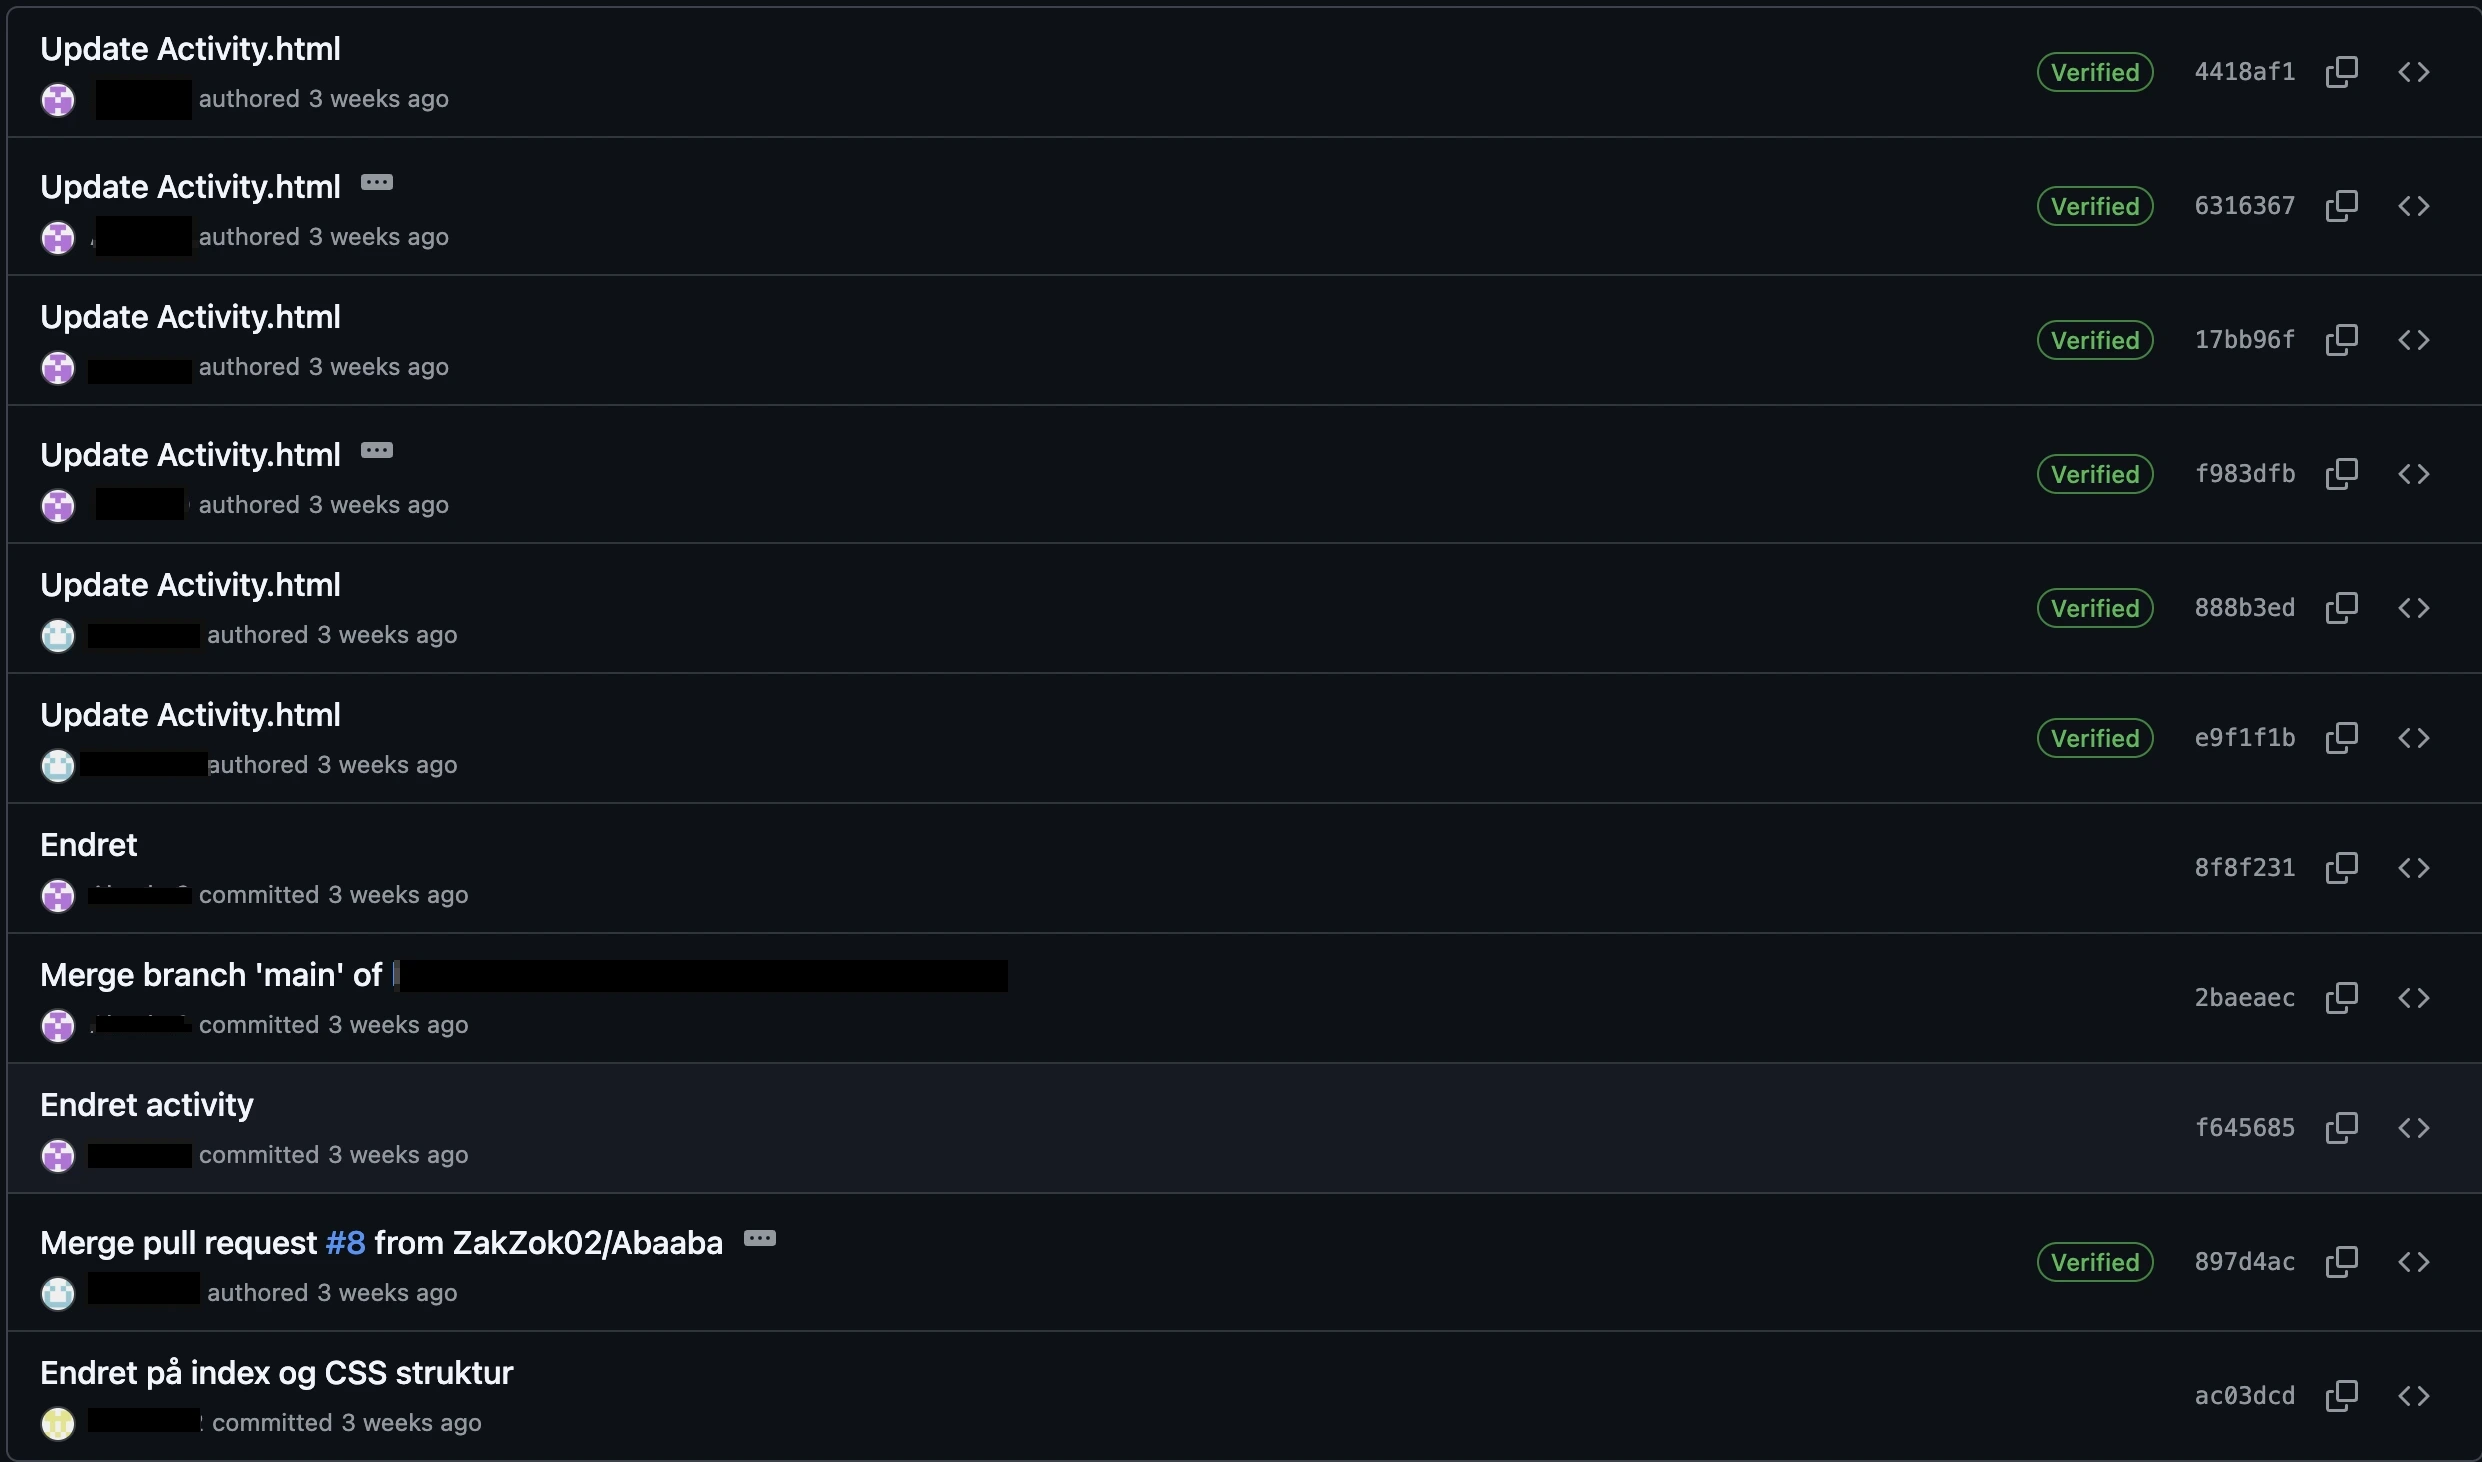 Update Activity.html
authored 3 weeks ago
Verified
4418af1
Update Activity.html
authored 3 weeks ago
Verified
6316367
Update Activity.html
authored 3 weeks ago
Verified
17bb96f
Update Activity.html
authored 3 weeks ago
Verified
f983dfb
Update Activity.html
authored 3 weeks ago
Verified
888b3ed
Update Activity.html
authored 3 weeks ago
Verified
e9f1f1b
Endret
committed 3 weeks ago
8f8f231
Merge branch 'main' of
committed 3 weeks ago
2baeaec
Endret activity
committed 3 weeks ago
f645685
Merge pull request #8 from ZakZok02/Abaaba
authored 3 weeks ago
Verified
897d4ac
Endret på index og CSS struktur
committed 3 weeks ago
ac03dcd